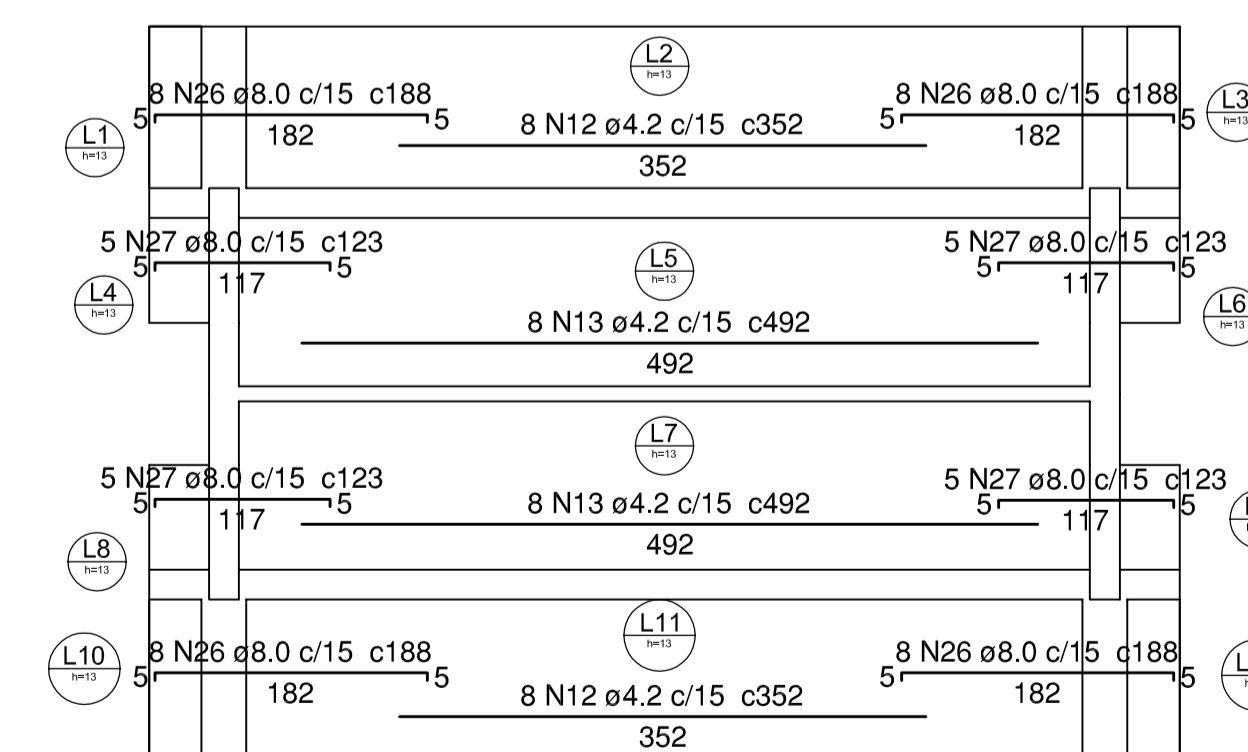 L2
h=13
8 N26 ø8.0 c/15 c188
8 N26 ø8.0 c/15 c188
L3
h=13
5
5
8 N12 ø4.2 c/15 c352
5
5
L1
h=13
182
182
352
5 N27 ø8.0 c/15 c123
5 N27 ø8.0 c/15 c123
5
5
L5
h=13
5
5
117
117
L4
h=13
L6
h=13
8 N13 ø4.2 c/15 c492
492
L7
h=13
5 N27 ø8.0 c/15 c123
5 N27 ø8.0 c/15 c123
5
5
8 N13 ø4.2 c/15 c492
5
5
117
117
492
L8
h=13
L11
h=13
L10
h=13
8 N26 ø8.0 c/15 c188
8 N26 ø8.0 c/15 c188
5
5
5
5
182
8 N12 ø4.2 c/15 c352
182
352